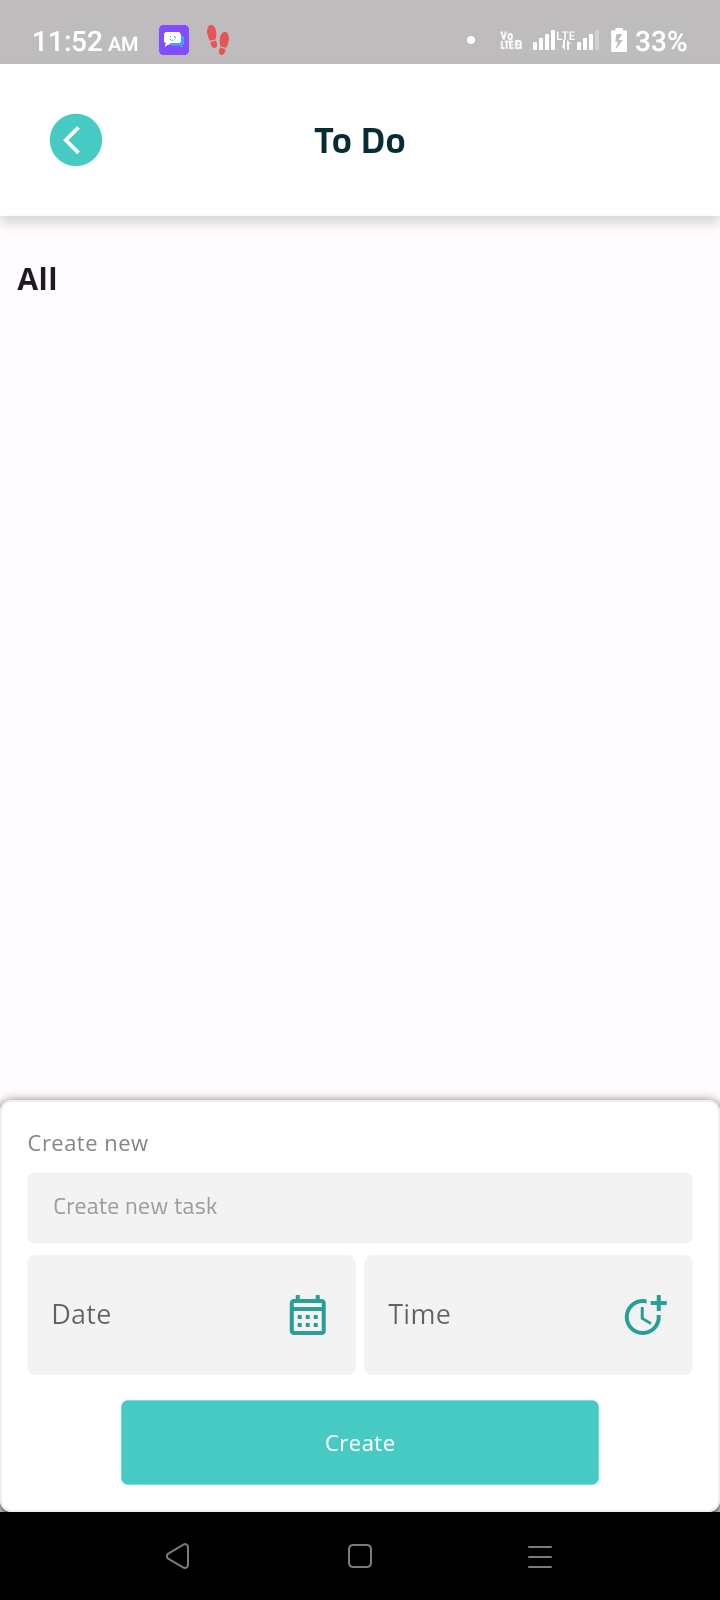 11:52 AM Vo LTE LTE 33%
To Do
All
Create new
Create new task
Date Time
Create